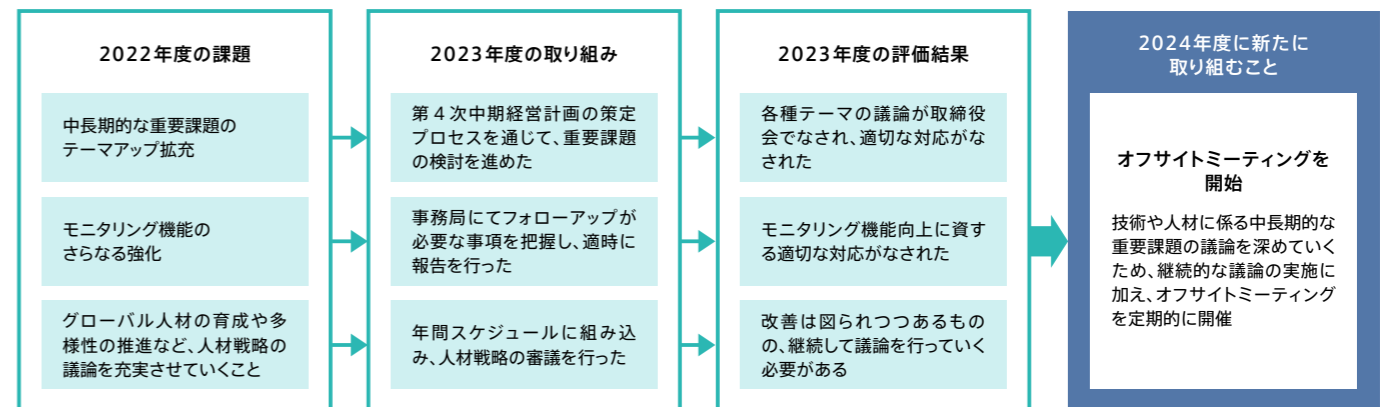 2022年度の課題
中長期的な重要課題の
テーマアップ拡充
モニタリング機能の
さらなる強化
グローバル人材の育成や多
様性の推進など、人材戦略の
議論を充実させていくこと
2023年度の取り組み
第4次中期経営計画の策定
プロセスを通じて、重要課題
の検討を進めた
事務局にてフォローアップが
必要な事項を把握し、適時に
報告を行った
年間スケジュールに組み込
み、人材戦略の審議を行った
2023年度の評価結果
各種テーマの議論が取締役
会でなされ、適切な対応がな
された
モニタリング機能向上に資す
る適切な対応がなされた
改善は図られつつあるもの
の、継続して議論を行っていく
必要がある
2024年度に新たに
取り組むこと
オフサイトミーティングを
開始
技術や人材に係る中長期的な
重要課題の議論を深めていく
ため、継続的な議論の実施に
加え、オフサイトミーティング
を定期的に開催